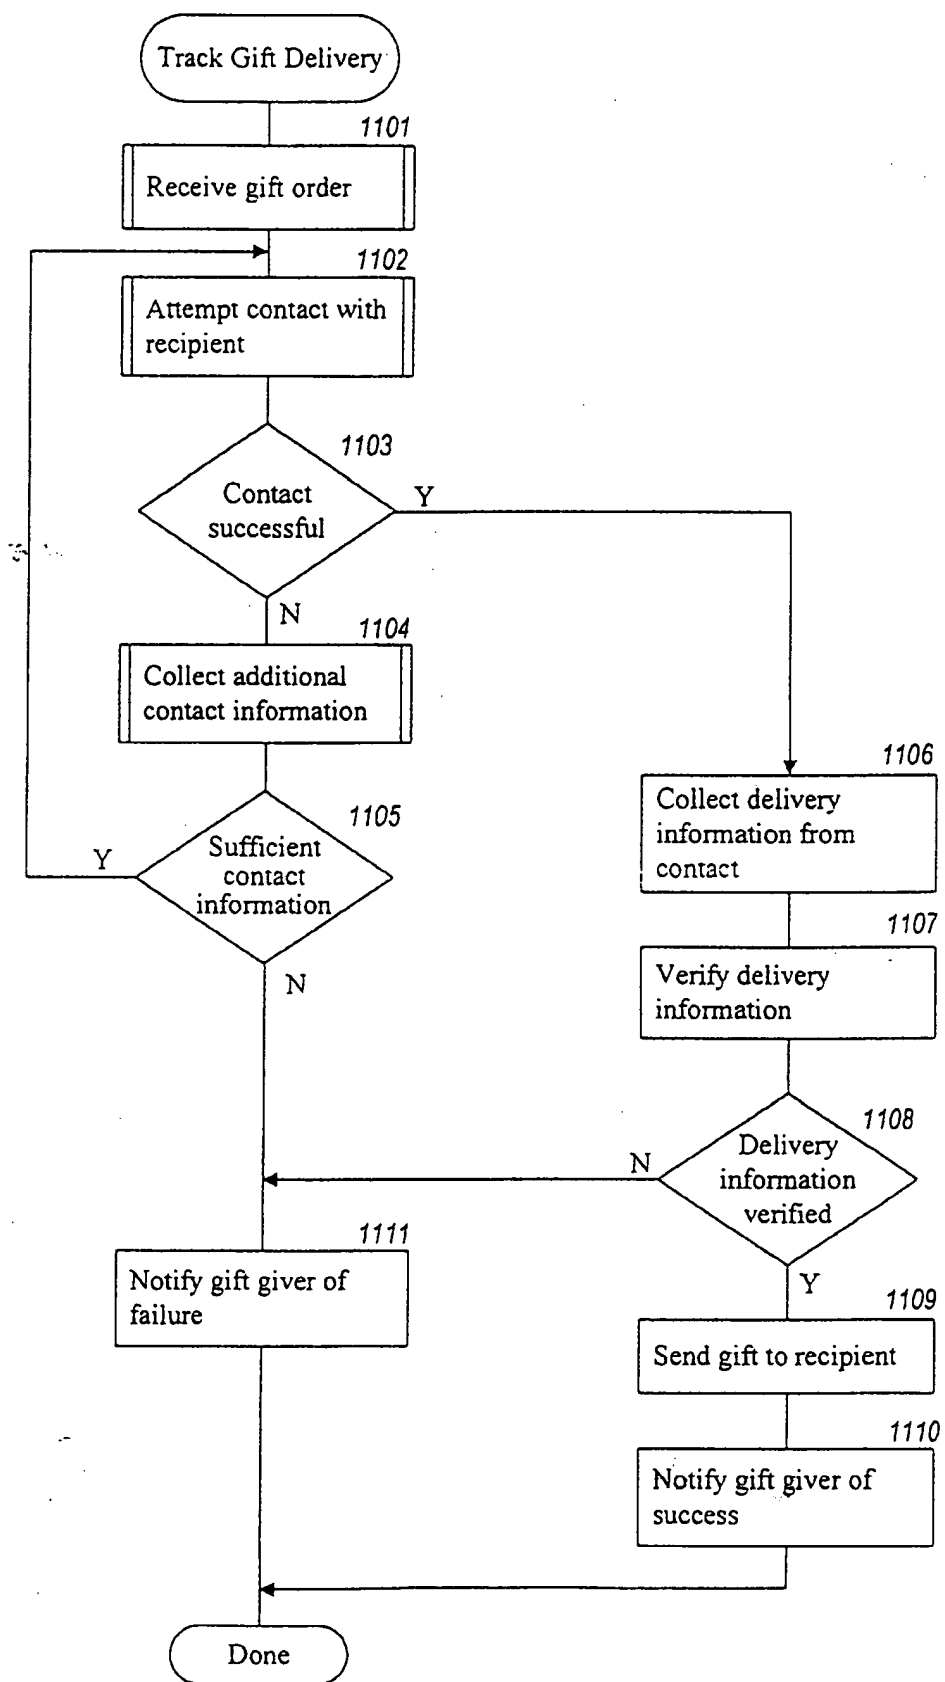 Track Gift Delivery
1101
Receive gift order
1102
Attempt contact with
recipient
1103
Contact
successful
Y
N
1104
Collect additional
contact information
1105
Sufficient
contact
information
Y
N
1106
Collect delivery
information from
contact
1107
Verify delivery
information
1108
Delivery
information
verified
N
Y
1111
Notify gift giver of
failure
1109
Send gift to recipient
1110
Notify gift giver of
success
Done